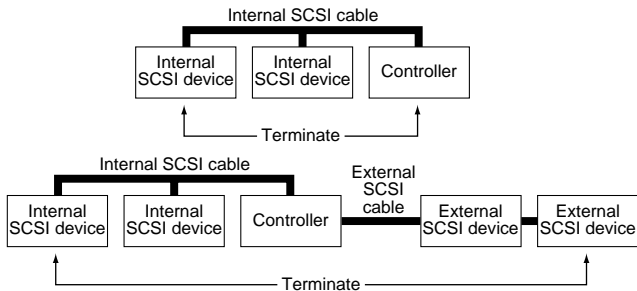 Internal SCSI cable
Internal
SCSI device
Internal
SCSI device
Controller
Terminate
Internal SCSI cable
External
SCSI
cable
Internal
SCSI device
Internal
SCSI device
Controller
External
SCSI device
External
SCSI device
Terminate